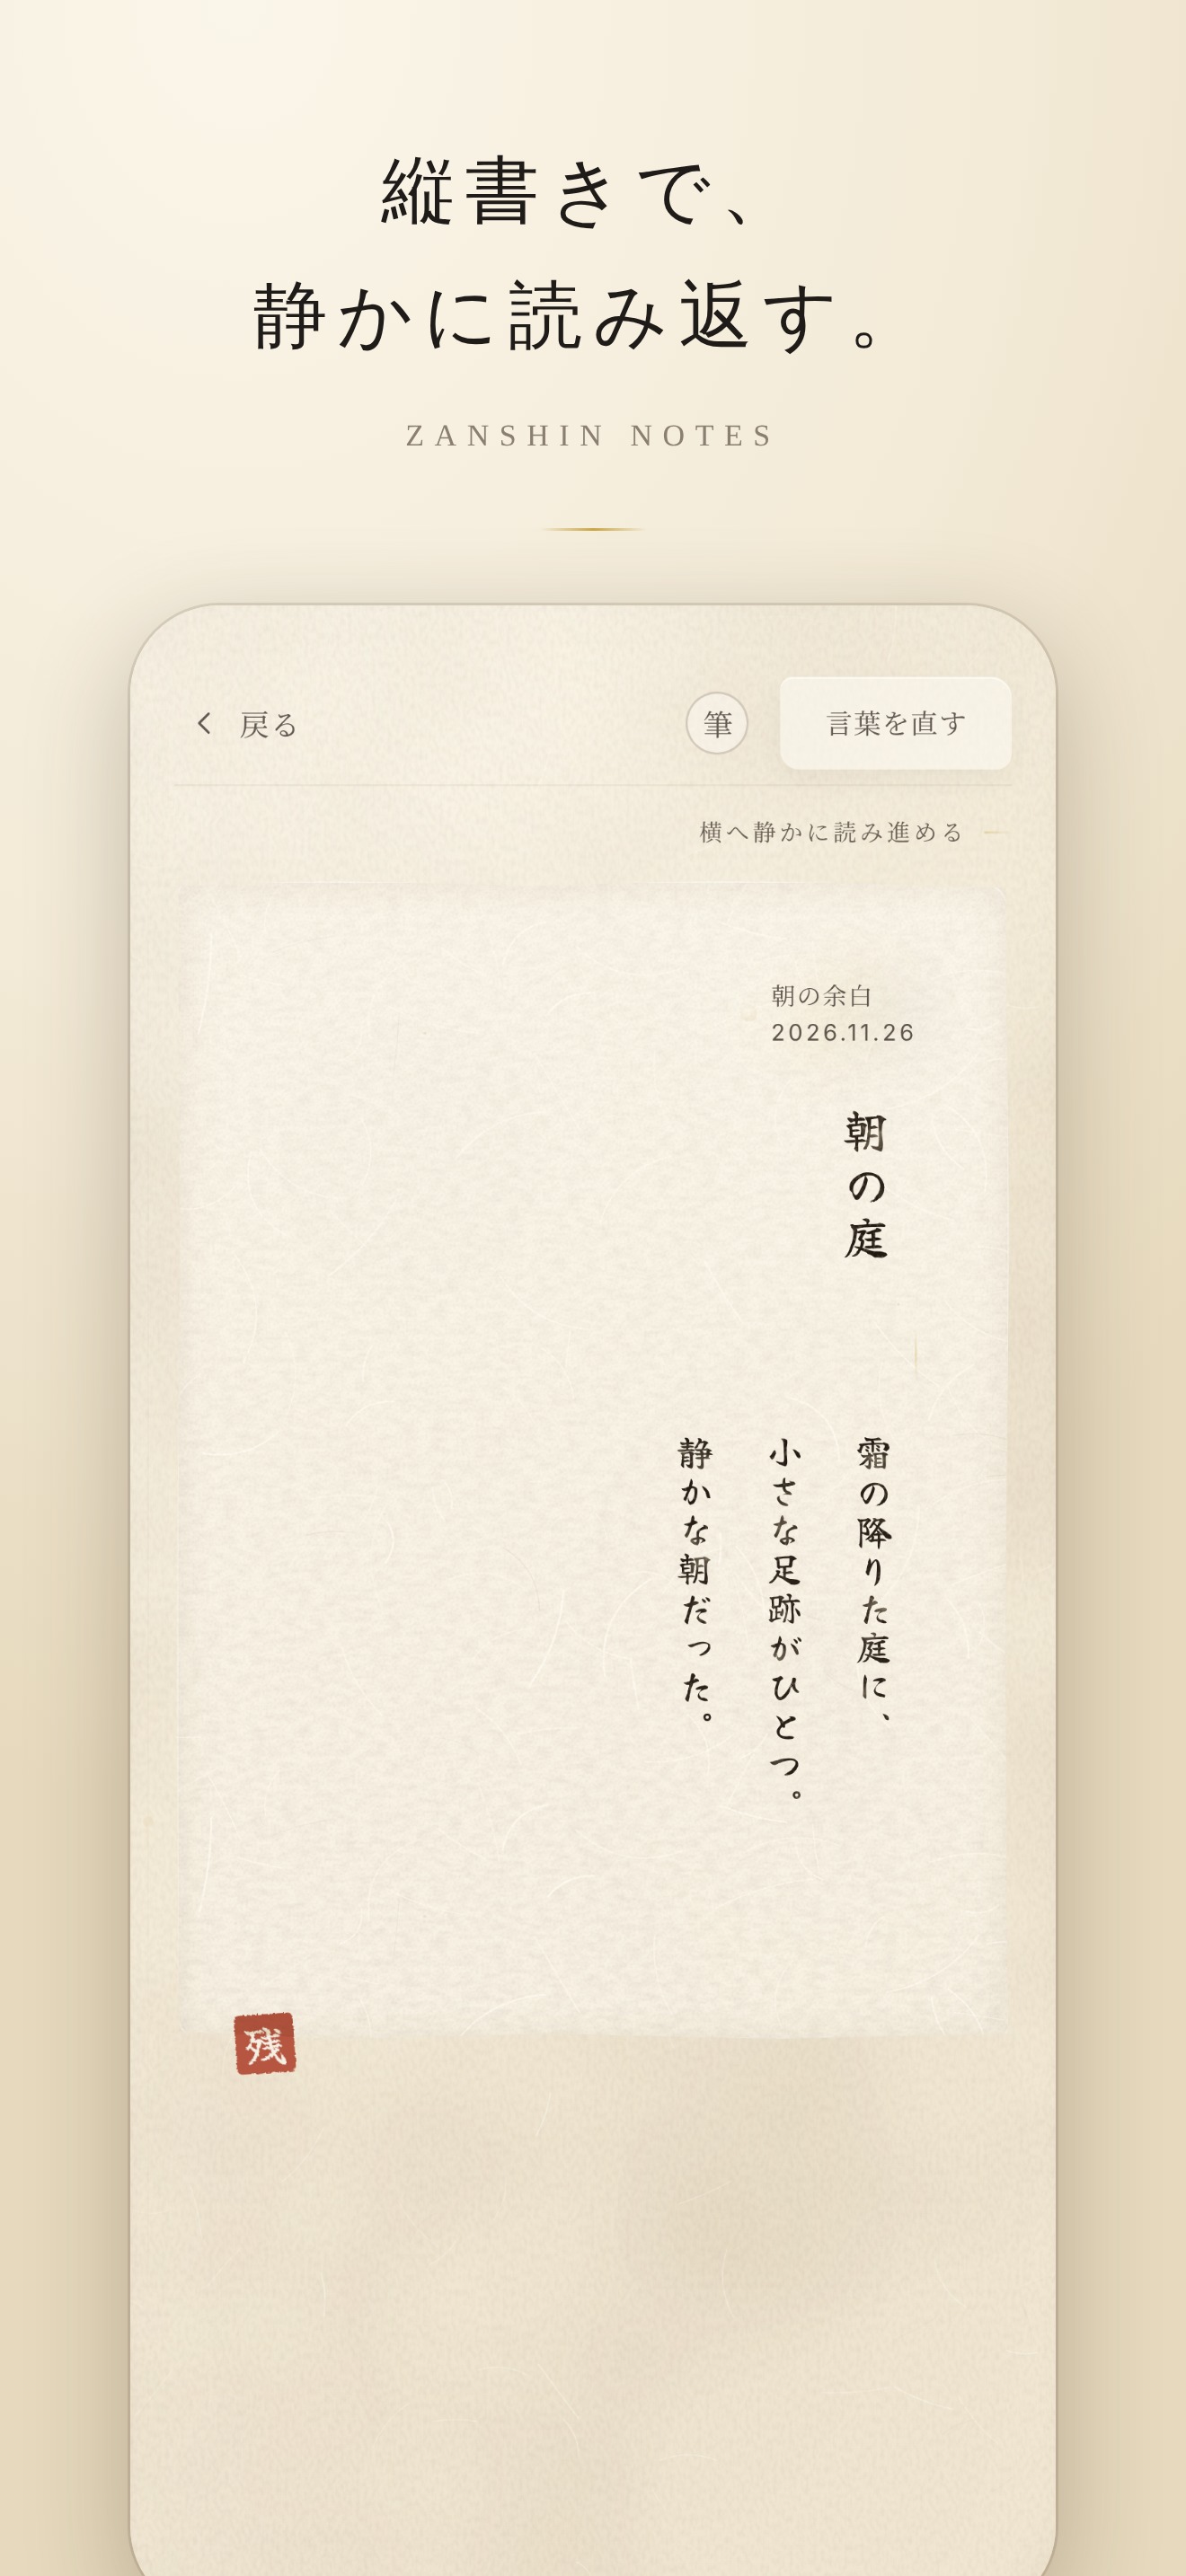 縦書きで、
静かに読み返す。
ZANSHIN NOTES
戻る
筆
言葉を直す
横へ静かに読み進める
朝の余白
2026.11.26
朝の庭
霜の降りた庭に、
小さな足跡がひとつ。
静かな朝だった。
残